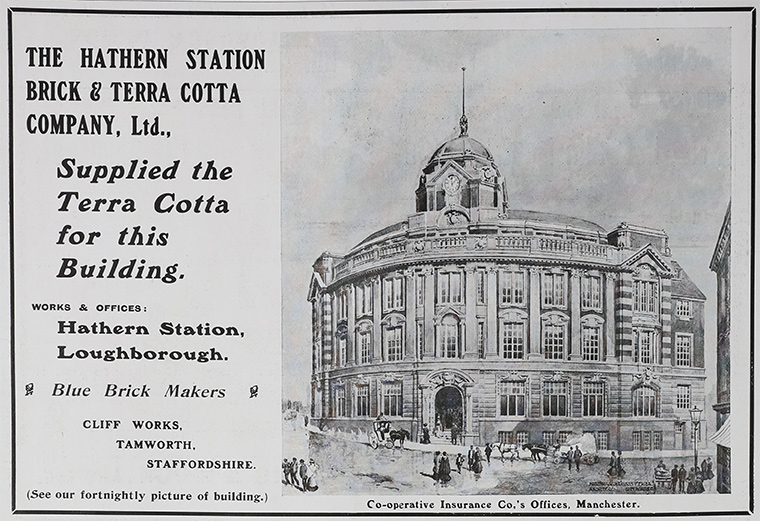 THE HATHERN STATION
BRICK & TERRA COTTA
COMPANY, Ltd.,
Supplied the
Terra Cotta
for this
Building.
WORKS & OFFICES:
Hathern Station,
Loughborough.
Blue Brick Makers
CLIFF WORKS,
TAMWORTH,
STAFFORDSHIRE.
(See our fortnightly picture of building.)
Co-operative Insurance Co,'s Offices, Manchester.